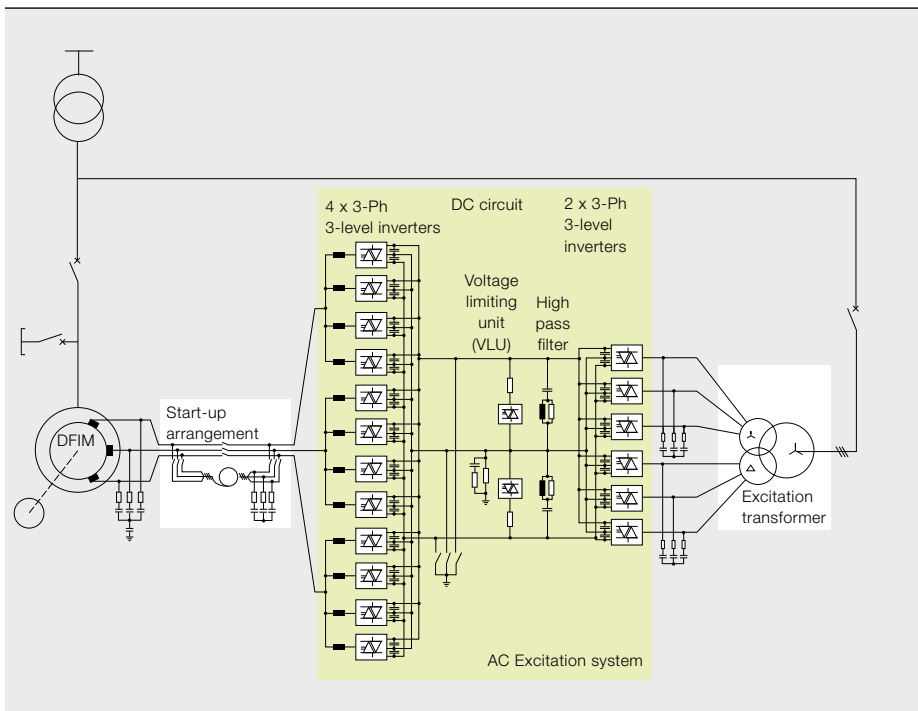 4 x 3-Ph
3-level inverters
DC circuit
2 x 3-Ph
3-level
inverters
Voltage
limiting
unit
(VLU)
High
pass
filter
Start-up
arrangement
DFIM
Excitation
transformer
AC Excitation system